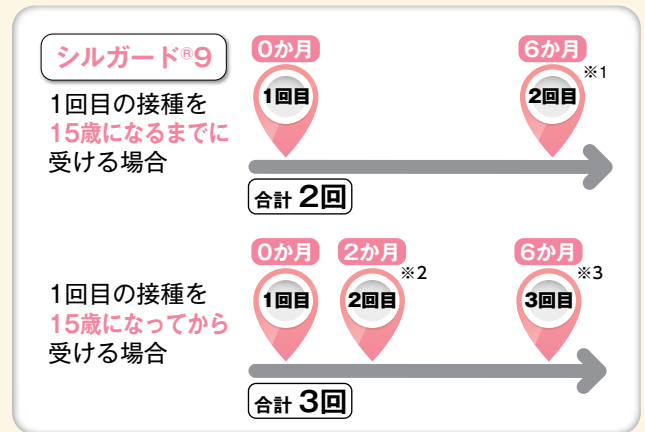 シルガード®9
1回目の接種を
15歳になるまでに
受ける場合
0か月
6か月
1回目
2回目
※1
合計 2回
1回目の接種を
15歳になってから
受ける場合
0か月
2か月
6か月
1回目
2回目
※2
3回目
※3
合計 3回